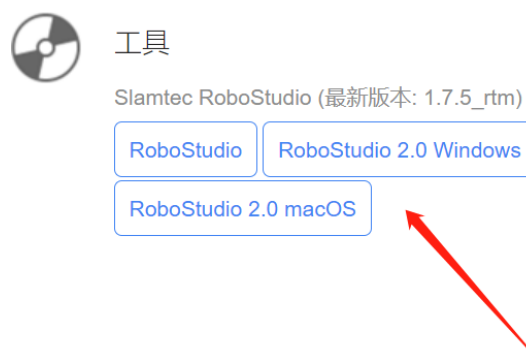 工具
Slamtec RoboStudio (最新版本: 1.7.5_rtm)
RoboStudio RoboStudio 2.0 Windows
RoboStudio 2.0 macOS